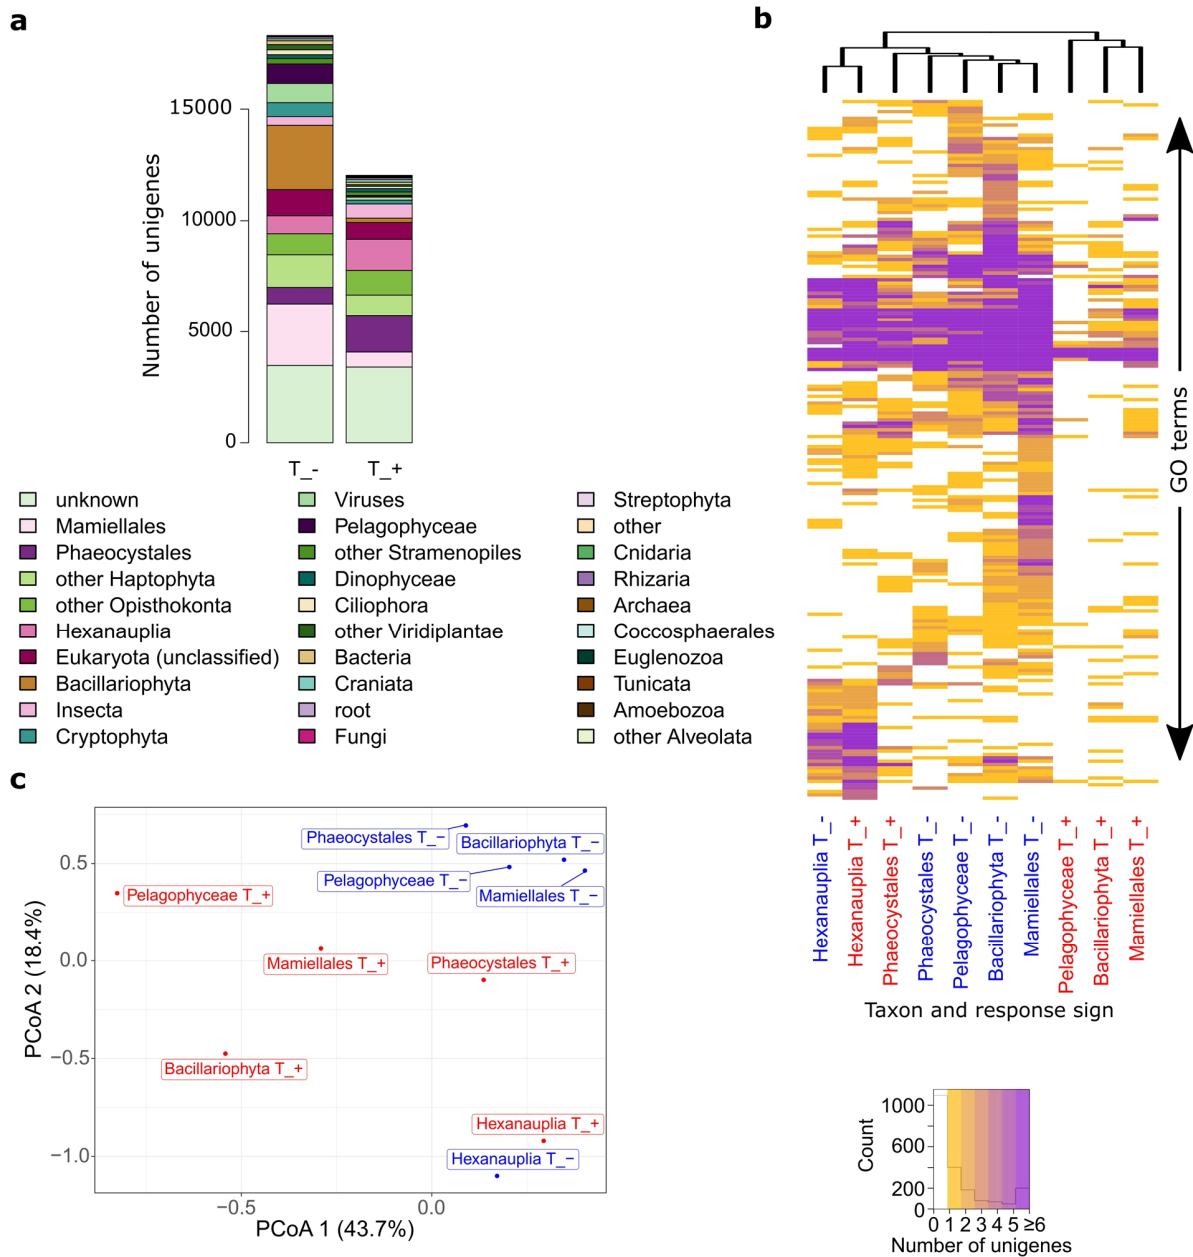 a
Number of unigenes
15000
10000
5000
0
T_-
T_+
unknown
Mamiellales
Phaeocystales
other Haptophyta
other Opisthokonta
Hexanauplia
Eukaryota (unclassified)
Bacillariophyta
Insecta
Cryptophyta
Viruses
Pelagophyceae
other Stramenopiles
Dinophyceae
Ciliophora
other Viridiplantae
Bacteria
Craniata
root
Fungi
Streptophyta
other
Cnidaria
Rhizaria
Archaea
Coccosphaerales
Euglenozoa
Tunicata
Amoebozoa
other Alveolata
b
GO terms
Hexanauplia T_-
Hexanauplia T_+
Phaeocystales T_+
Phaeocystales T_-
Pelagophyceae T_-
Bacillariophyta T_-
Mamiellales T_-
Pelagophyceae T_+
Bacillariophyta T_+
Mamiellales T_+
Taxon and response sign
Count
1000
600
200
0
0 1 2 3 4 5 ≥6
Number of unigenes
c
PCoA 2 (18.4%)
0.5
0.0
−0.5
−1.0
Phaeocystales T_−
Bacillariophyta T_−
Pelagophyceae T_−
Mamiellales T_−
Pelagophyceae T_+
Mamiellales T_+
Phaeocystales T_+
Bacillariophyta T_+
Hexanauplia T_+
Hexanauplia T_−
−0.5 0.0
PCoA 1 (43.7%)